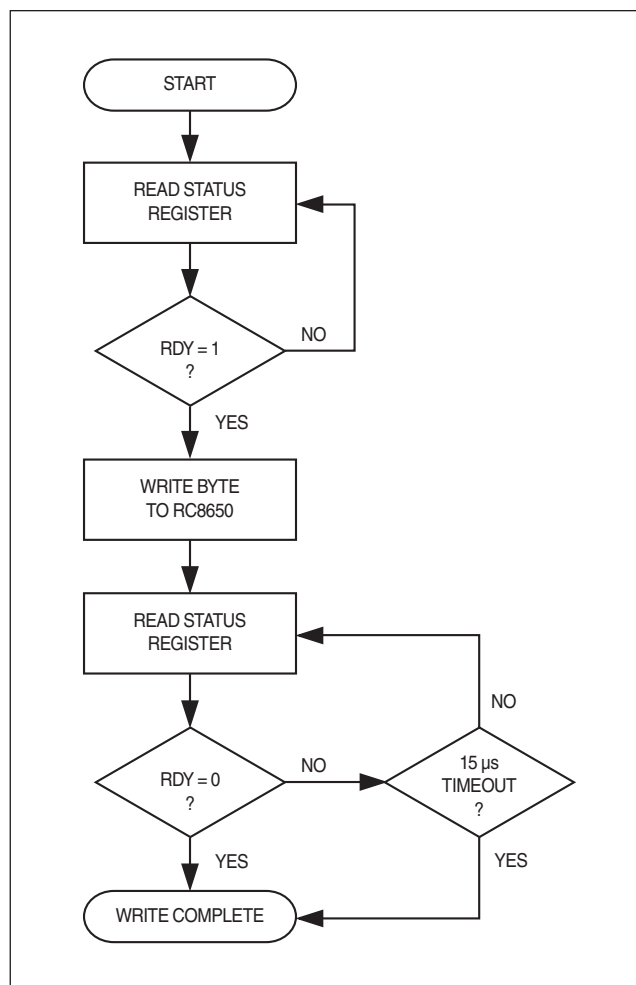 START
READ STATUS
REGISTER
RDY = 1
?
NO
YES
WRITE BYTE
TO RC8650
READ STATUS
REGISTER
NO
RDY = 0
?
NO
15 µs
TIMEOUT
?
YES
YES
WRITE COMPLETE